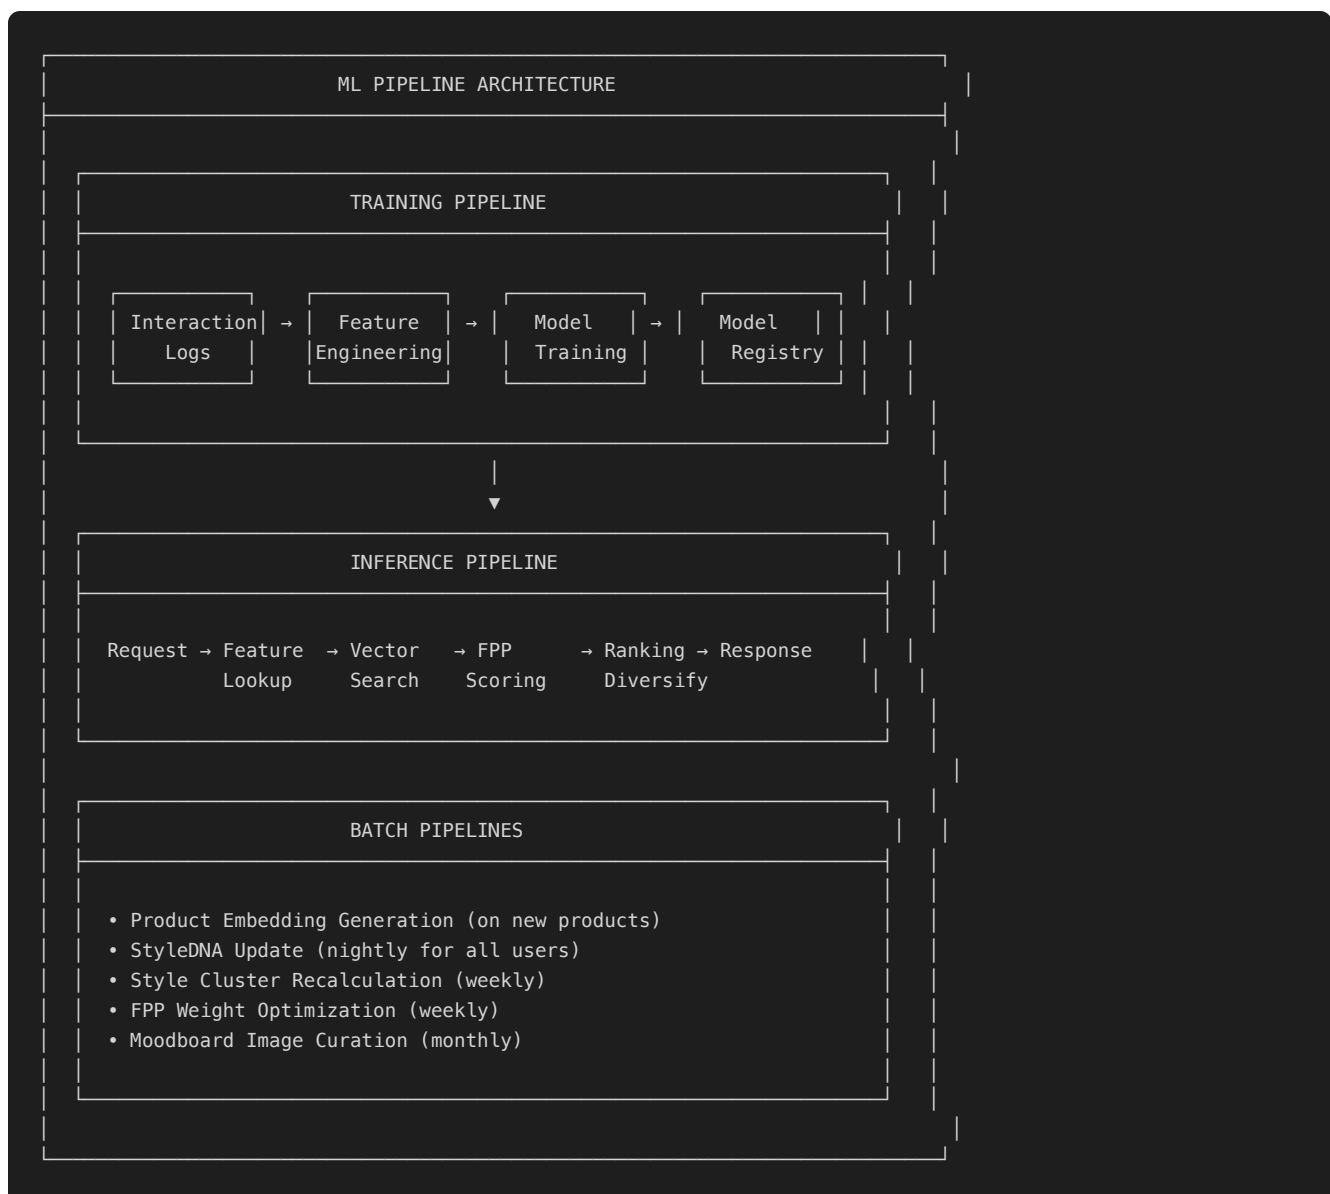 ML PIPELINE ARCHITECTURE
TRAINING PIPELINE
Interaction → Feature → Model → Model
Logs Engineering Training Registry
▼
INFERENCE PIPELINE
Request → Feature → Vector → FPP → Ranking → Response
Lookup Search Scoring Diversify
BATCH PIPELINES
• Product Embedding Generation (on new products)
• StyleDNA Update (nightly for all users)
• Style Cluster Recalculation (weekly)
• FPP Weight Optimization (weekly)
• Moodboard Image Curation (monthly)